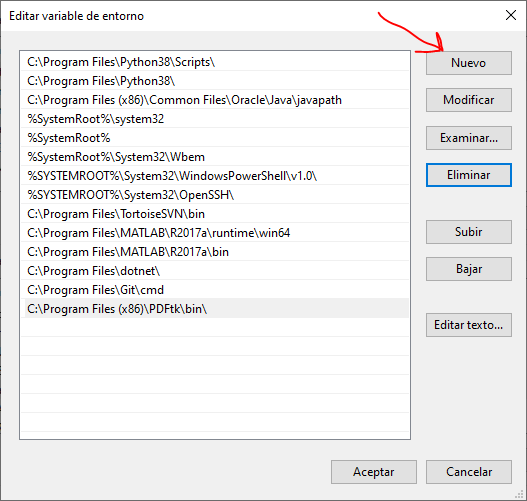 Editar variable de entorno
C:\Program Files\Python38\Scripts\
C:\Program Files\Python38\
C:\Program Files (x86)\Common Files\Oracle\Java\javapath
%SystemRoot%\system32
%SystemRoot%
%SystemRoot%\System32\Wbem
%SYSTEMROOT%\System32\WindowsPowerShell\v1.0\
%SYSTEMROOT%\System32\OpenSSH\
C:\Program Files\TortoiseSVN\bin
C:\Program Files\MATLAB\R2017a\runtime\win64
C:\Program Files\MATLAB\R2017a\bin
C:\Program Files\dotnet\
C:\Program Files\Git\cmd
C:\Program Files (x86)\PDFtk\bin\
Nuevo
Modificar
Examinar...
Eliminar
Subir
Bajar
Editar texto...
Aceptar
Cancelar